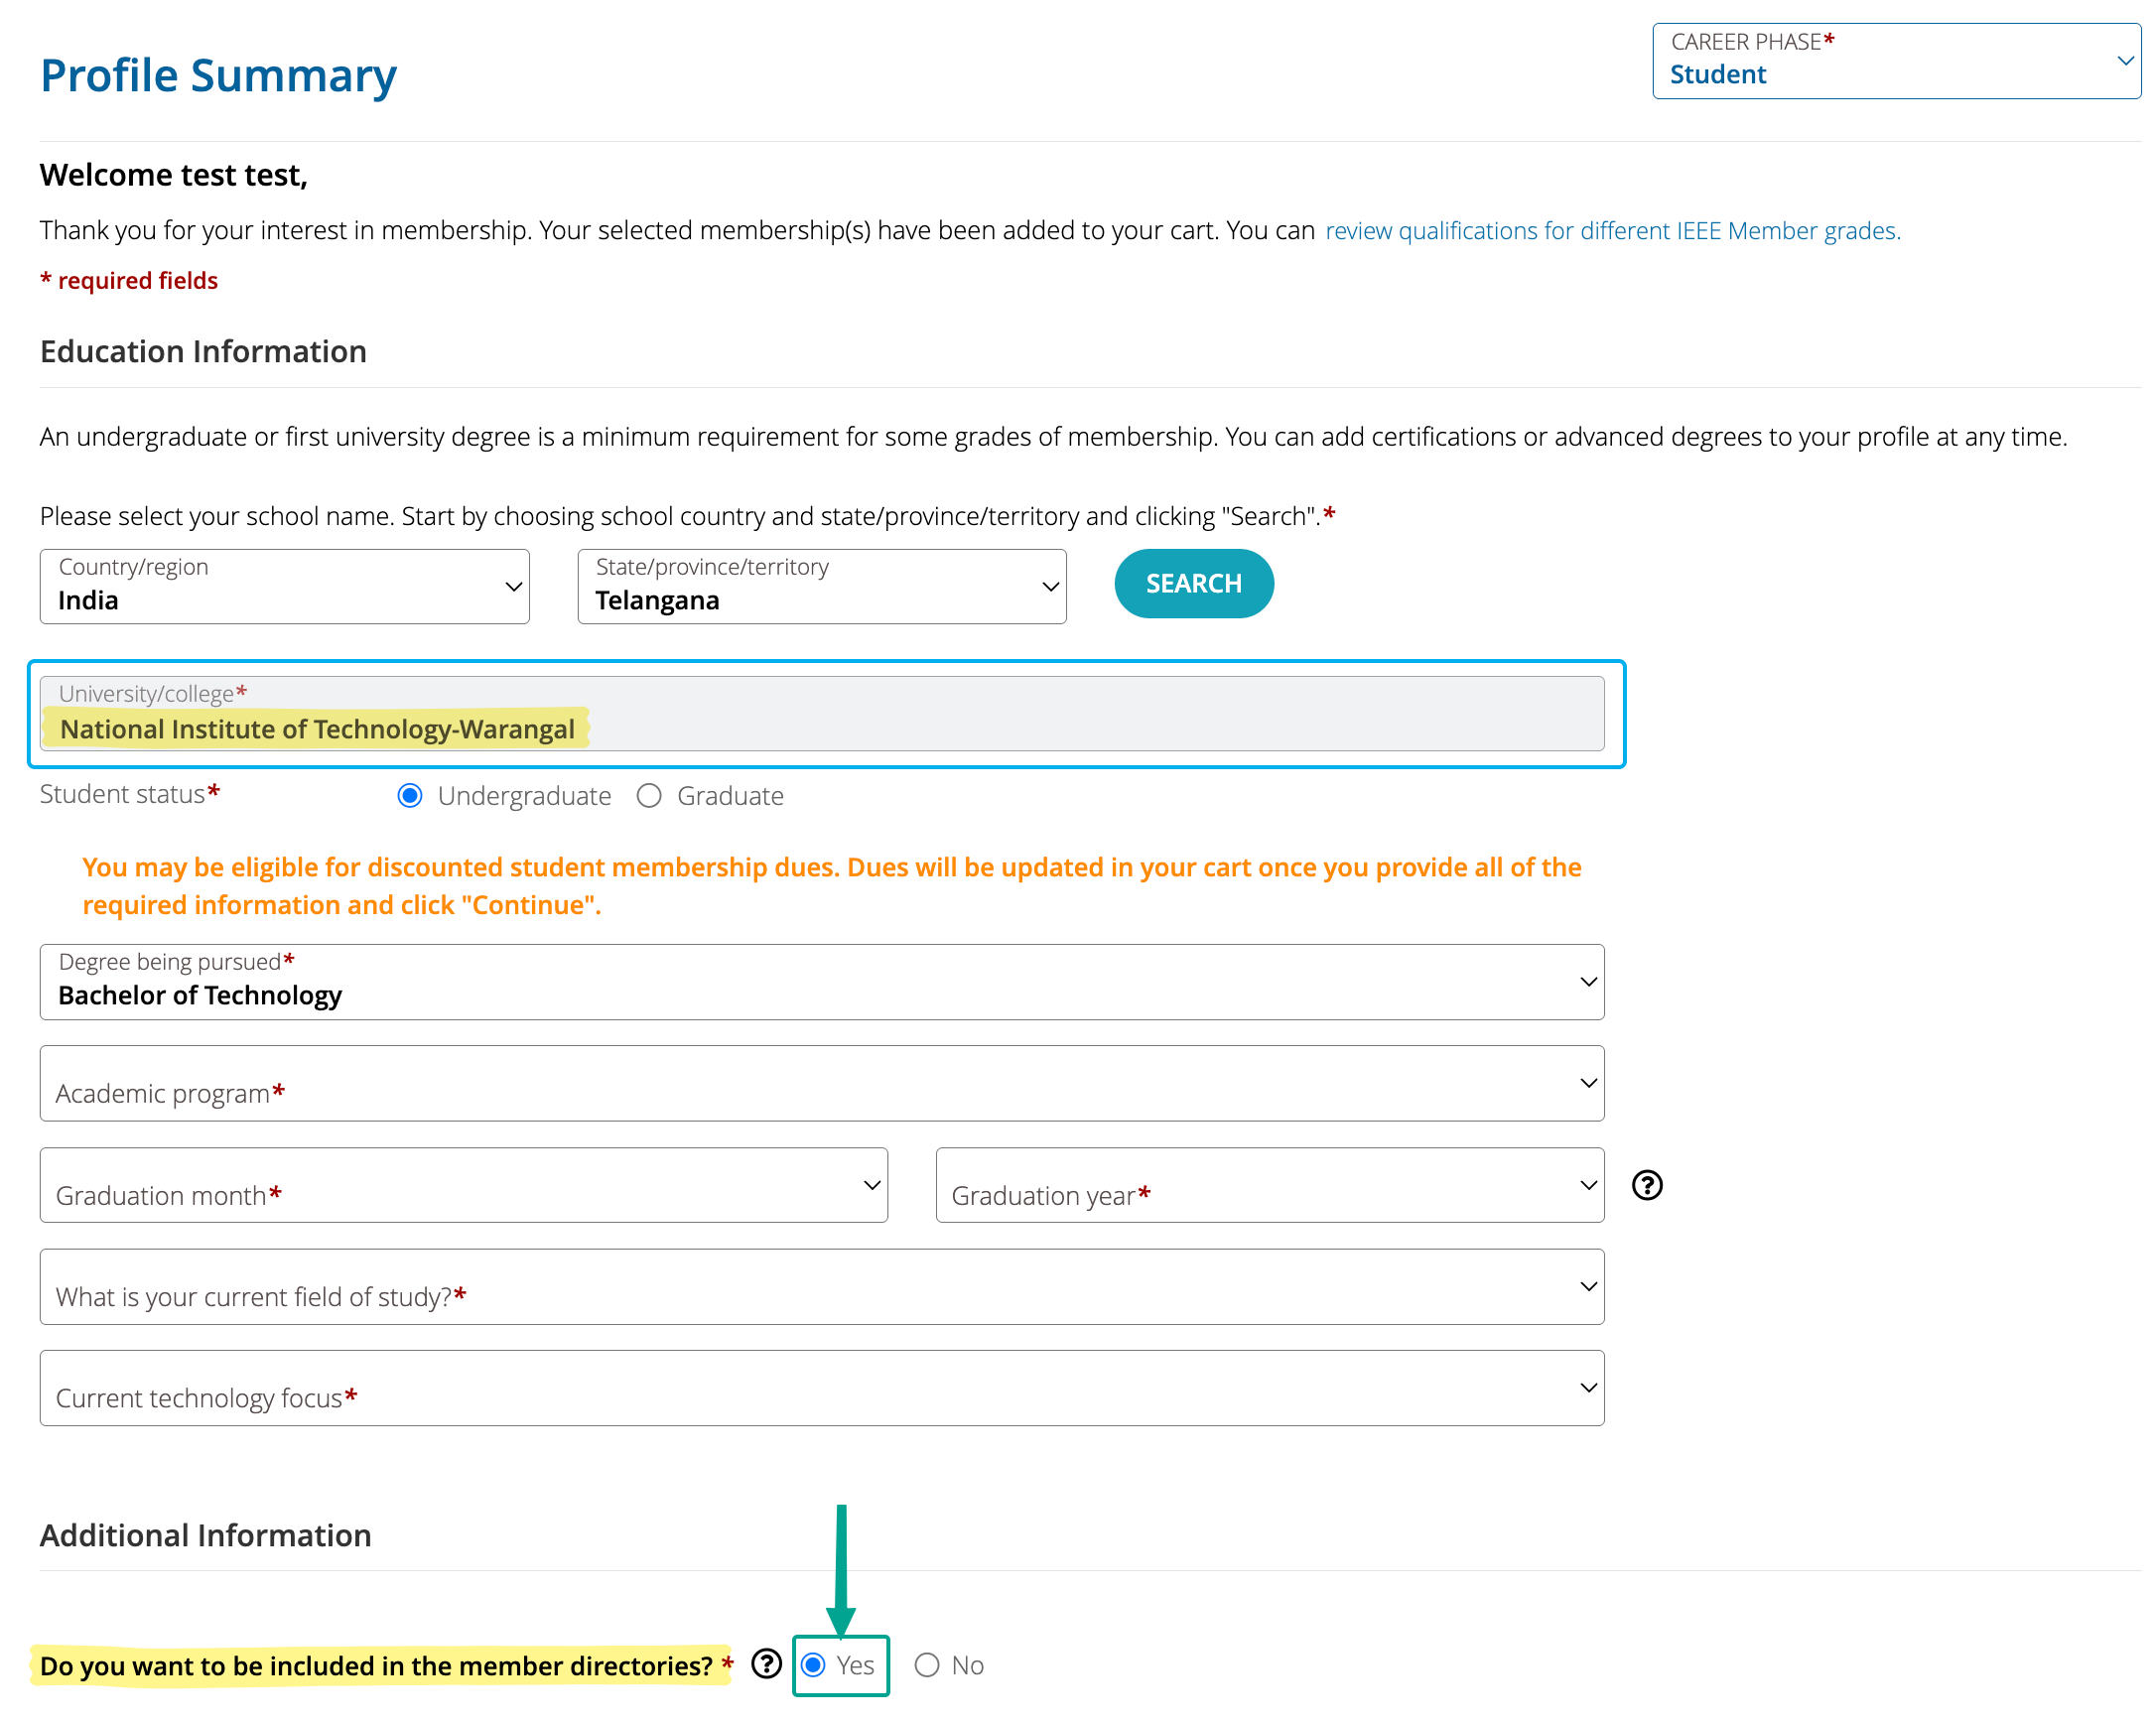 Profile Summary
CAREER PHASE*
Student
Welcome test test,
Thank you for your interest in membership. Your selected membership(s) have been added to your cart. You can review qualifications for different IEEE Member grades.
* required fields
Education Information
An undergraduate or first university degree is a minimum requirement for some grades of membership. You can add certifications or advanced degrees to your profile at any time.
Please select your school name. Start by choosing school country and state/province/territory and clicking "Search".*
Country/region
India
State/province/territory
Telangana
SEARCH
University/college*
National Institute of Technology-Warangal
Student status* Undergraduate Graduate
You may be eligible for discounted student membership dues. Dues will be updated in your cart once you provide all of the
required information and click "Continue".
Degree being pursued*
Bachelor of Technology
Academic program*
Graduation month* Graduation year* ?
What is your current field of study?*
Current technology focus*
Additional Information
Do you want to be included in the member directories? * ? Yes No